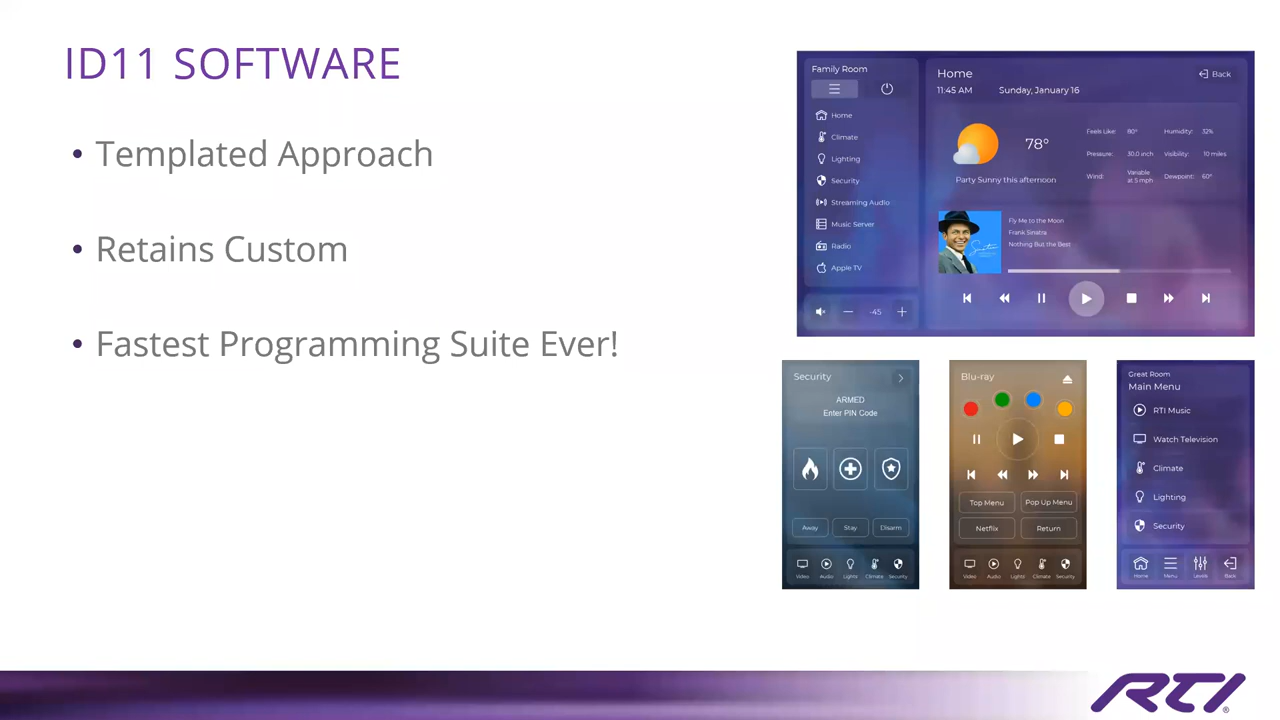 ID11 SOFTWARE
• Templated Approach
• Retains Custom
• Fastest Programming Suite Ever!
Family Room
Home
Climate
Lighting
Security
Streaming Audio
Music Server
Radio
Apple TV
-45
Home
Back
11:45 AM Sunday, January 16
78°
Party Sunny this afternoon
Feels Like: 80° Humidity: 32%
Pressure: 30.0 inch Visibility: 10 miles
Wind: Variable at 5 mph Dewpoint: 60°
Sinatra
Fly Me to the Moon
Frank Sinatra
Nothing But the Best
Security
ARMED
Enter PIN Code
Away Stay Disarm
Video Audio Lights Climate Security
Blu-ray
Top Menu Pop Up Menu
Netflix Return
Video Audio Lights Climate Security
Great Room
Main Menu
RTI Music
Watch Television
Climate
Lighting
Security
Home Menu Levels Back
RTI®